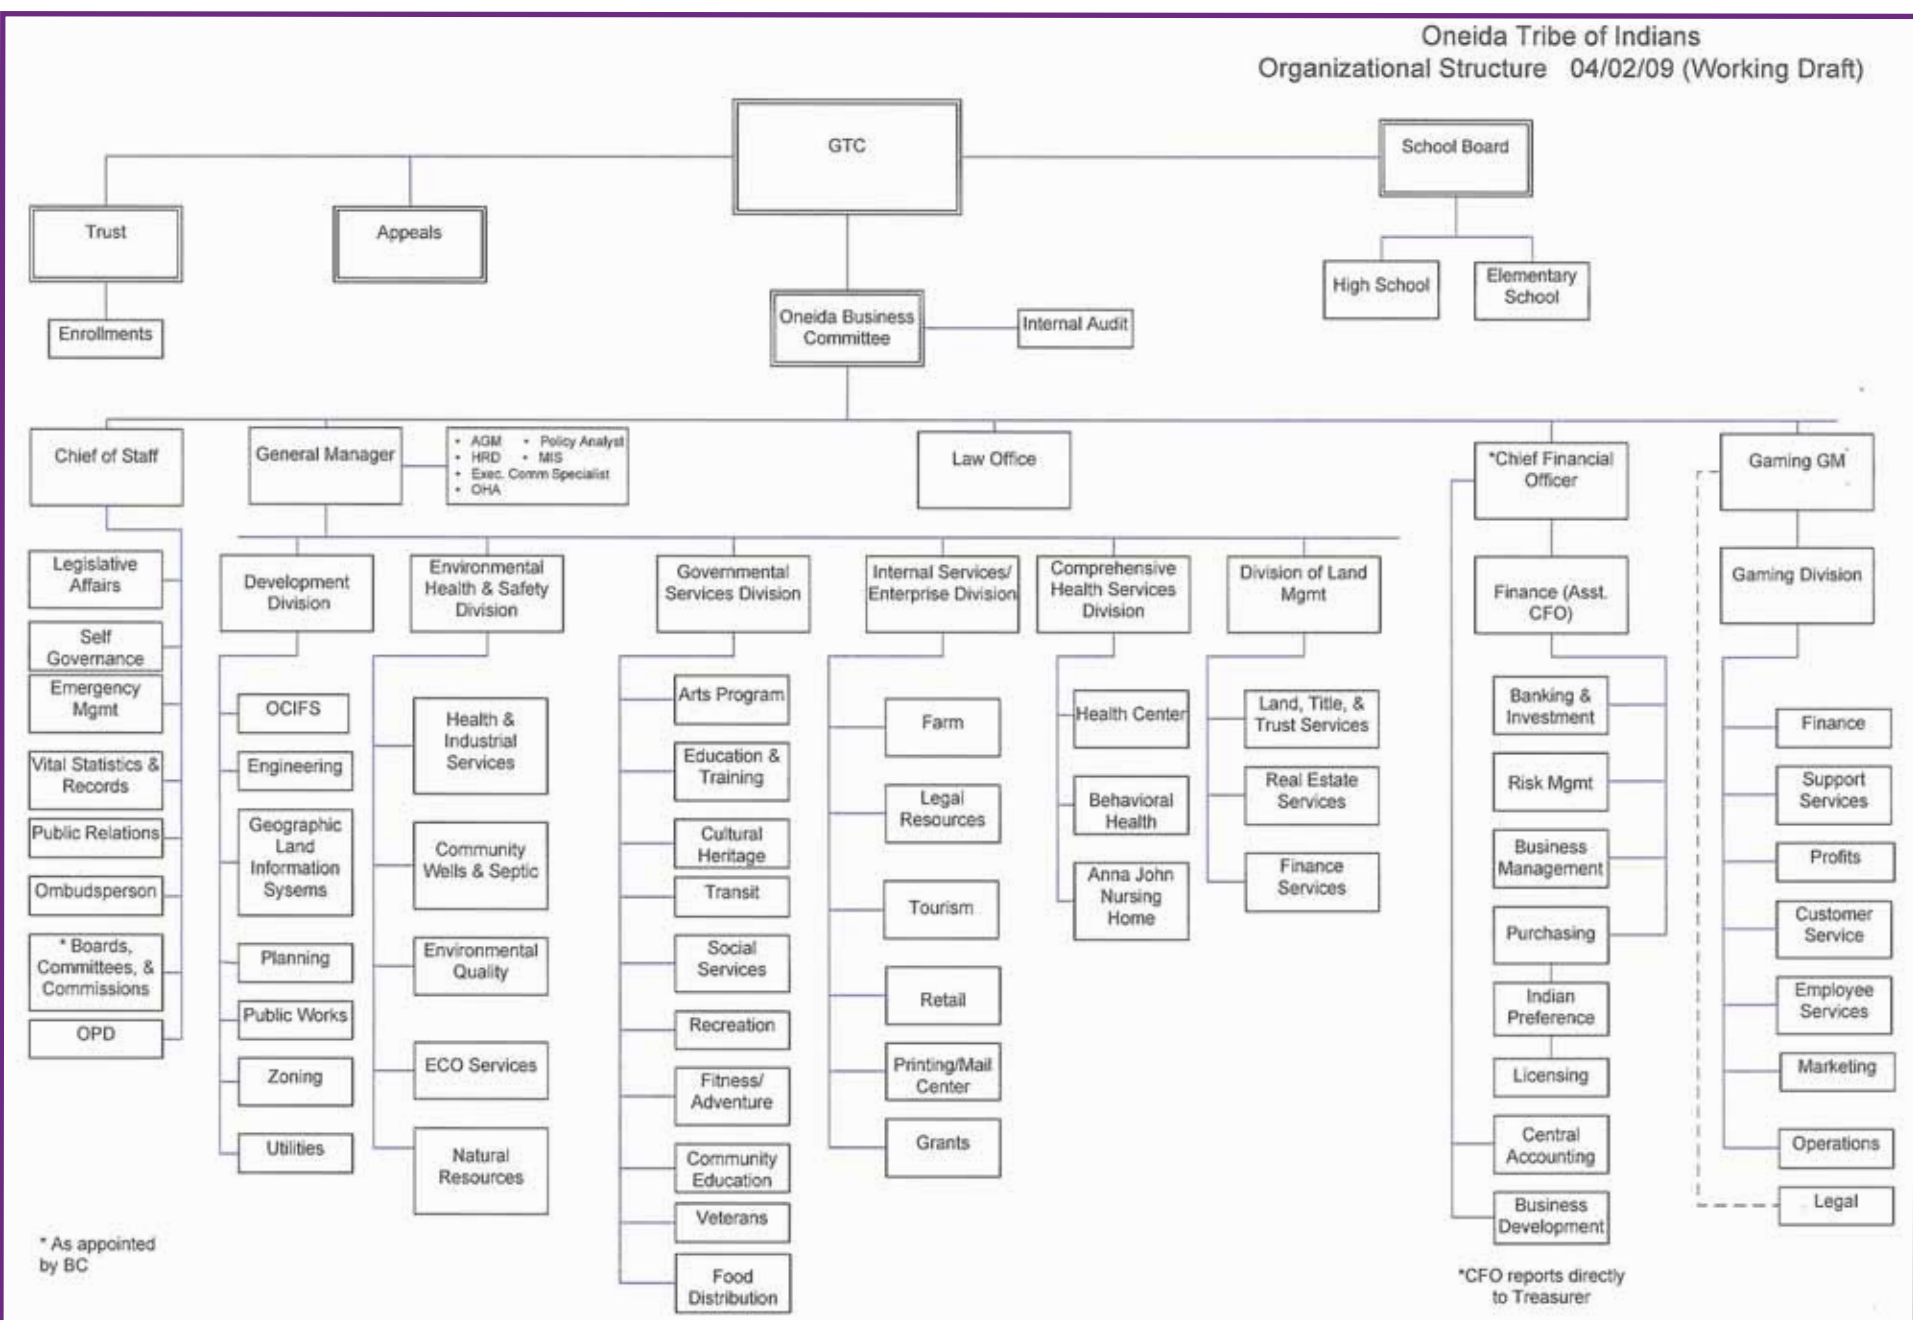 Oneida Tribe of Indians
Organizational Structure 04/02/09 (Working Draft)
GTC
School Board
Trust
Appeals
High School
Elementary
School
Enrollments
Oneida Business
Committee
Internal Audit
Chief of Staff
General Manager
• AGM • Policy Analyst
• HRD • MIS
• Exec. Comm Specialist
• OHA
Law Office
*Chief Financial
Officer
Gaming GM
Legislative
Affairs
Self
Governance
Emergency
Mgmt
Vital Statistics &
Records
Public Relations
Ombudsperson
* Boards,
Committees, &
Commissions
OPD
Development
Division
OCIFS
Engineering
Geographic
Land
Information
Sysems
Planning
Public Works
Zoning
Utilities
Environmental
Health & Safety
Division
Health &
Industrial
Services
Community
Wells & Septic
Environmental
Quality
ECO Services
Natural
Resources
Governmental
Services Division
Arts Program
Education &
Training
Cultural
Heritage
Transit
Social
Services
Recreation
Fitness/
Adventure
Community
Education
Veterans
Food
Distribution
Internal Services/
Enterprise Division
Farm
Legal
Resources
Tourism
Retail
Printing/Mail
Center
Grants
Comprehensive
Health Services
Division
Health Center
Behavioral
Health
Anna John
Nursing
Home
Division of Land
Mgmt
Land, Title, &
Trust Services
Real Estate
Services
Finance
Services
Finance (Asst.
CFO)
Banking &
Investment
Risk Mgmt
Business
Management
Purchasing
Indian
Preference
Licensing
Central
Accounting
Business
Development
Gaming Division
Finance
Support
Services
Profits
Customer
Service
Employee
Services
Marketing
Operations
Legal
* As appointed
by BC
*CFO reports directly
to Treasurer